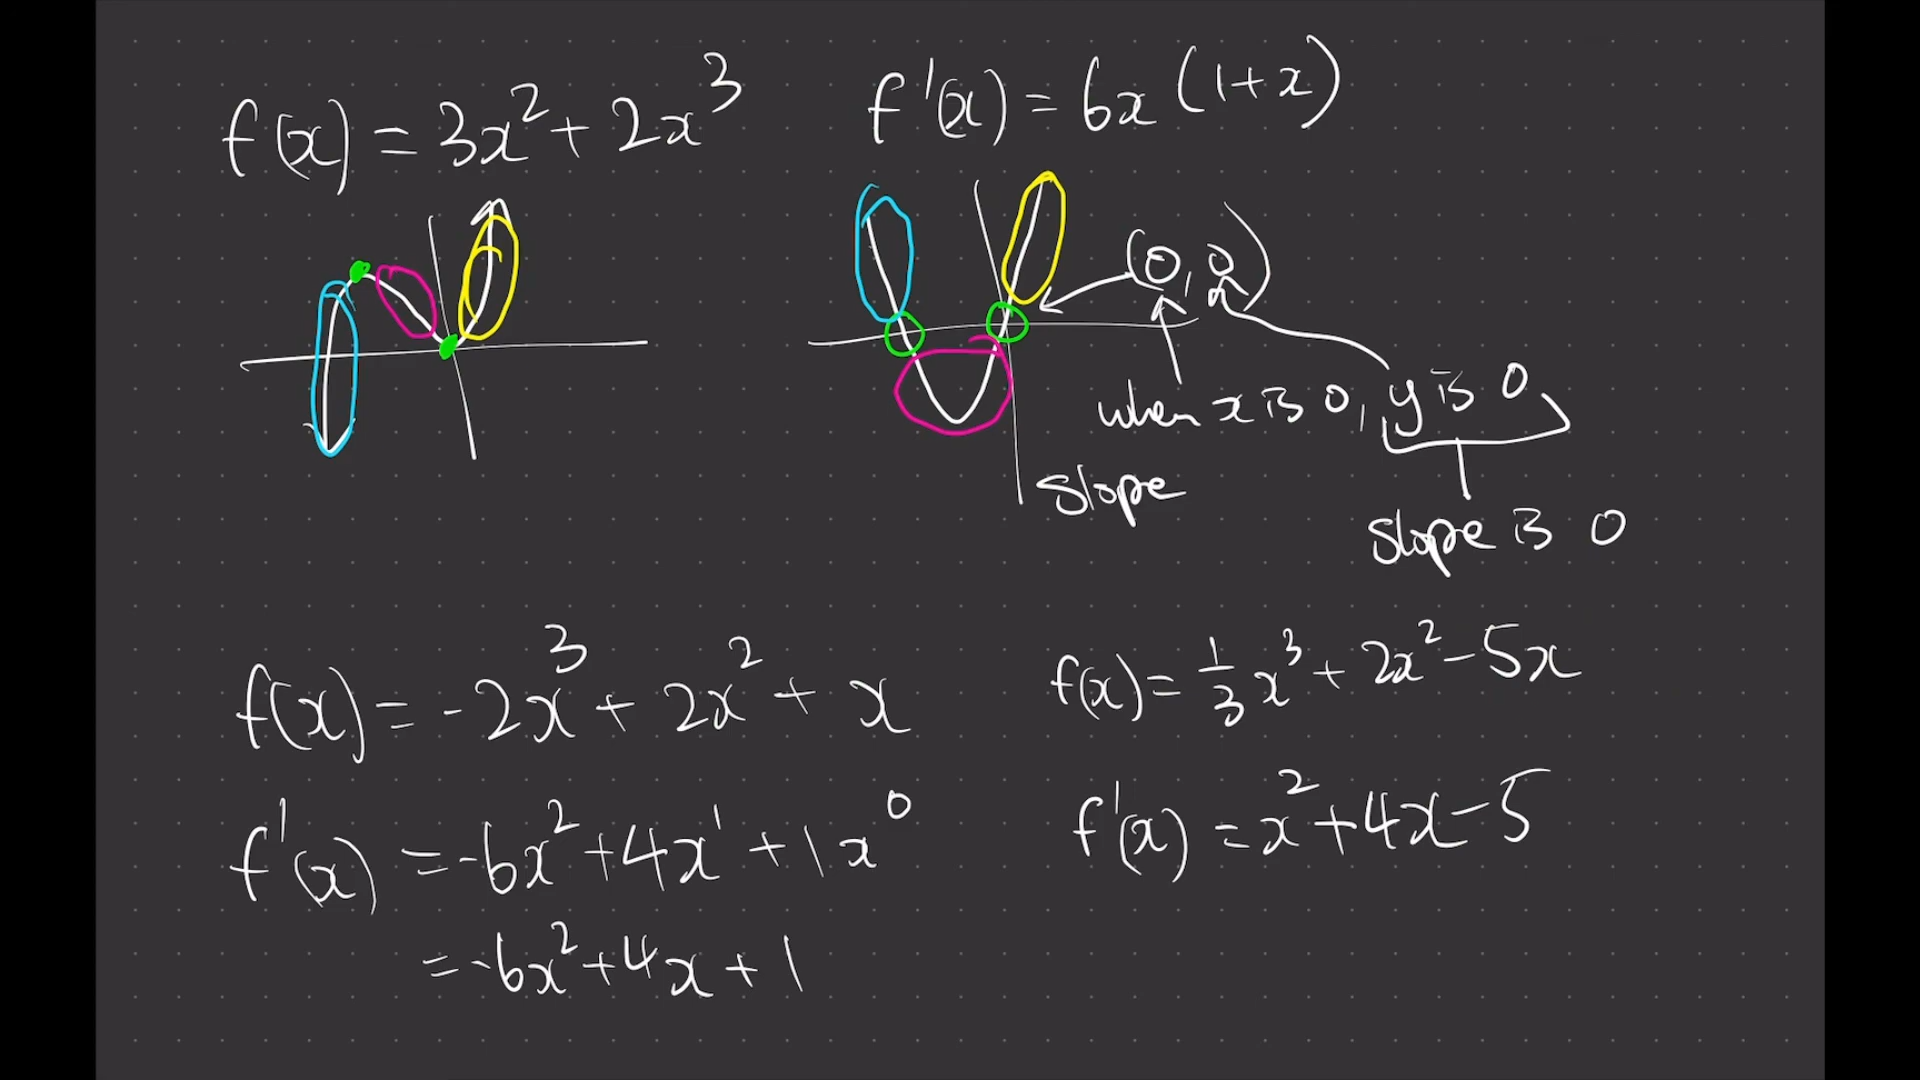 f(x) = 3x² + 2x³
f'(x) = 6x(1+x)
(0, 0)
when x is 0, y is 0
slope
slope is 0
f(x) = -2x³ + 2x² + x
f(x) = 1/3 x³ + 2x² - 5x
f'(x) = -6x² + 4x¹ + 1x⁰
f'(x) = x² + 4x - 5
= -6x² + 4x + 1